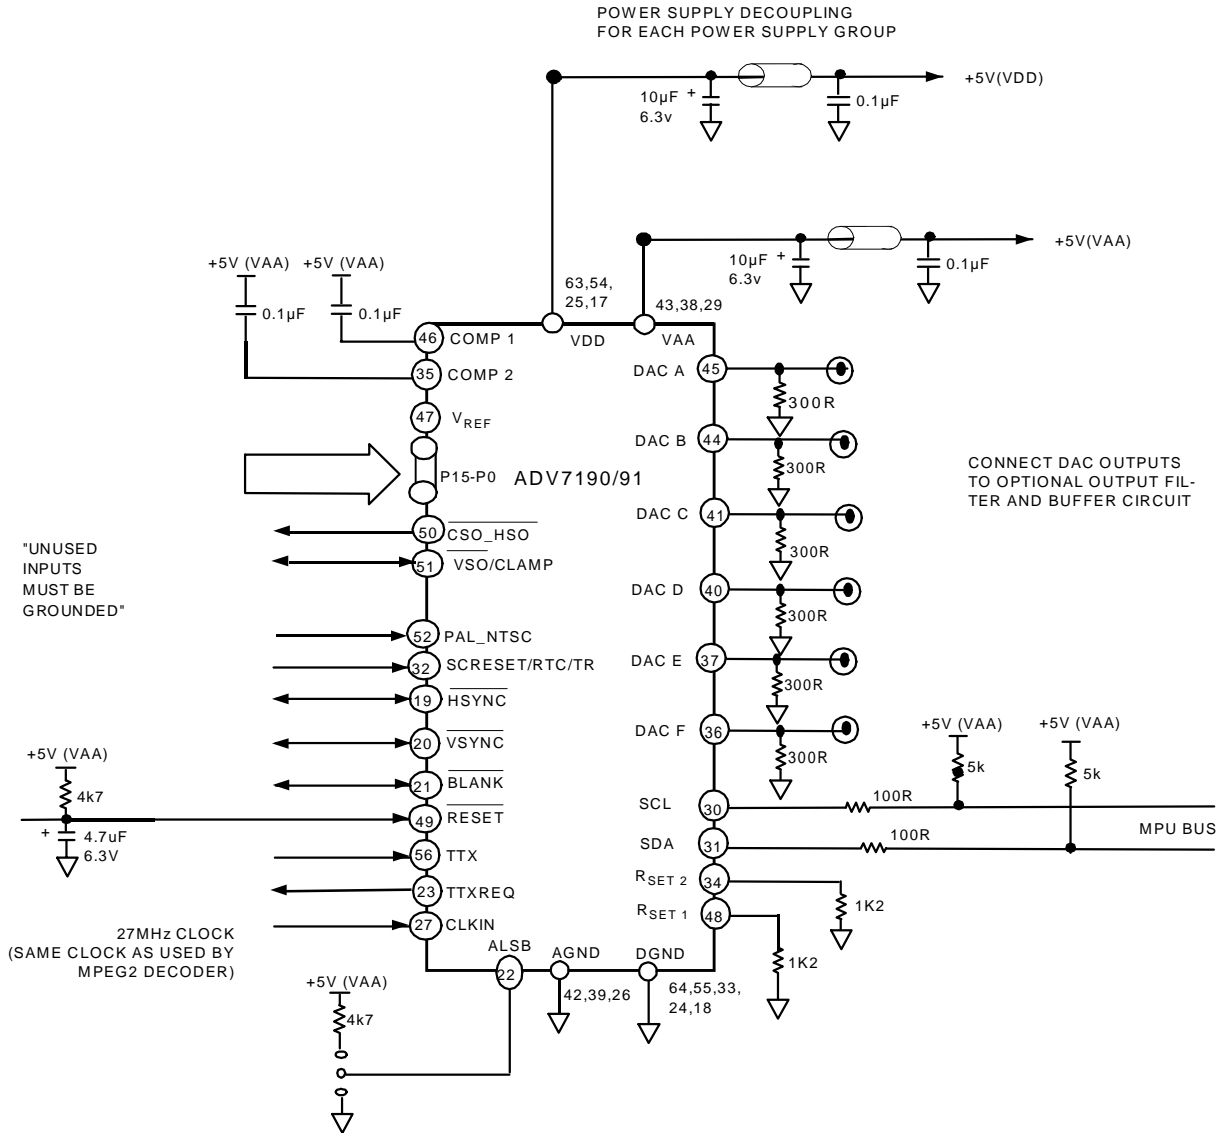 POWER SUPPLY DECOUPLING
FOR EACH POWER SUPPLY GROUP
+5V(VDD)
10µF +
6.3v
0.1µF
+5V(VAA)
10µF +
6.3v
0.1µF
+5V (VAA)
+5V (VAA)
0.1µF
0.1µF
63,54,
25,17
43,38,29
46
COMP 1
VDD
VAA
35
COMP 2
47
VREF
P15-P0
ADV7190/91
50
CSO_HSO
51
VSO/CLAMP
"UNUSED
INPUTS
MUST BE
GROUNDED"
52
PAL_NTSC
32
SCRESET/RTC/TR
19
HSYNC
20
VSYNC
21
BLANK
+5V (VAA)
4k7
49
RESET
+
4.7uF
6.3V
56
TTX
23
TTXREQ
27
CLKIN
27MHz CLOCK
(SAME CLOCK AS USED BY
MPEG2 DECODER)
DAC A
45
300R
DAC B
44
300R
DAC C
41
300R
DAC D
40
300R
DAC E
37
300R
DAC F
36
300R
CONNECT DAC OUTPUTS
TO OPTIONAL OUTPUT FIL-
TER AND BUFFER CIRCUIT
+5V (VAA)
+5V (VAA)
5k
5k
SCL
30
100R
SDA
31
100R
MPU BUS
RSET 2
34
1K2
RSET 1
48
1K2
ALSB
22
AGND
42,39,26
DGND
64,55,33,
24,18
+5V (VAA)
4k7